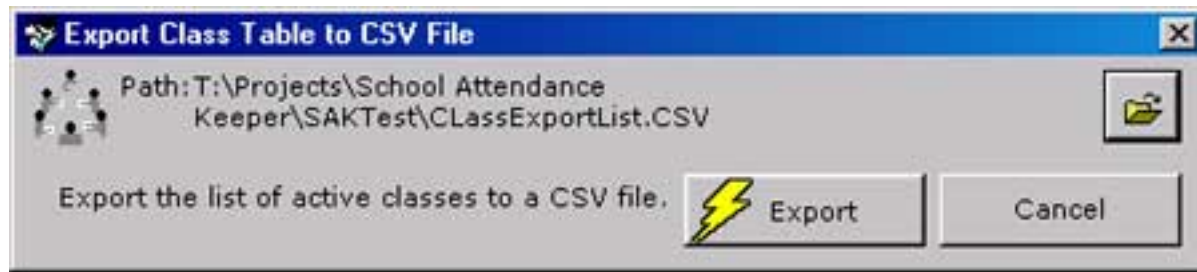 Export Class Table to CSV File
Path:T:\Projects\School Attendance
Keeper\SAKTest\CLassExportList.CSV
Export the list of active classes to a CSV file.
Export
Cancel